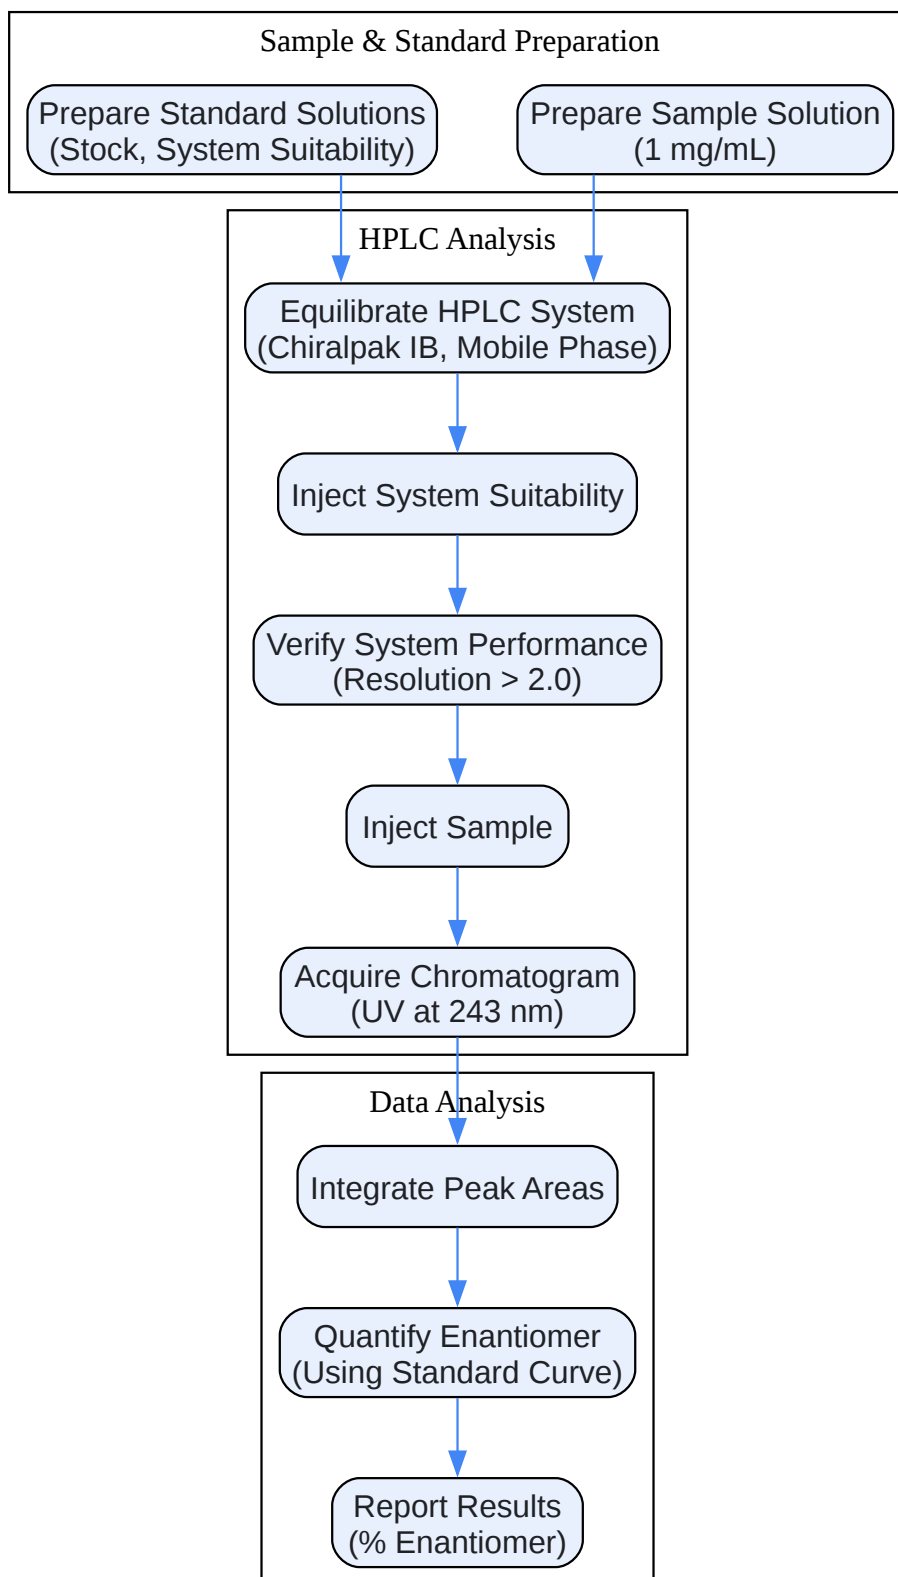 Sample & Standard Preparation
Prepare Standard Solutions
(Stock, System Suitability)
Prepare Sample Solution
(1 mg/mL)
HPLC Analysis
Equilibrate HPLC System
(Chiralpak IB, Mobile Phase)
Inject System Suitability
Verify System Performance
(Resolution > 2.0)
Inject Sample
Acquire Chromatogram
(UV at 243 nm)
Data Analysis
Integrate Peak Areas
Quantify Enantiomer
(Using Standard Curve)
Report Results
(% Enantiomer)